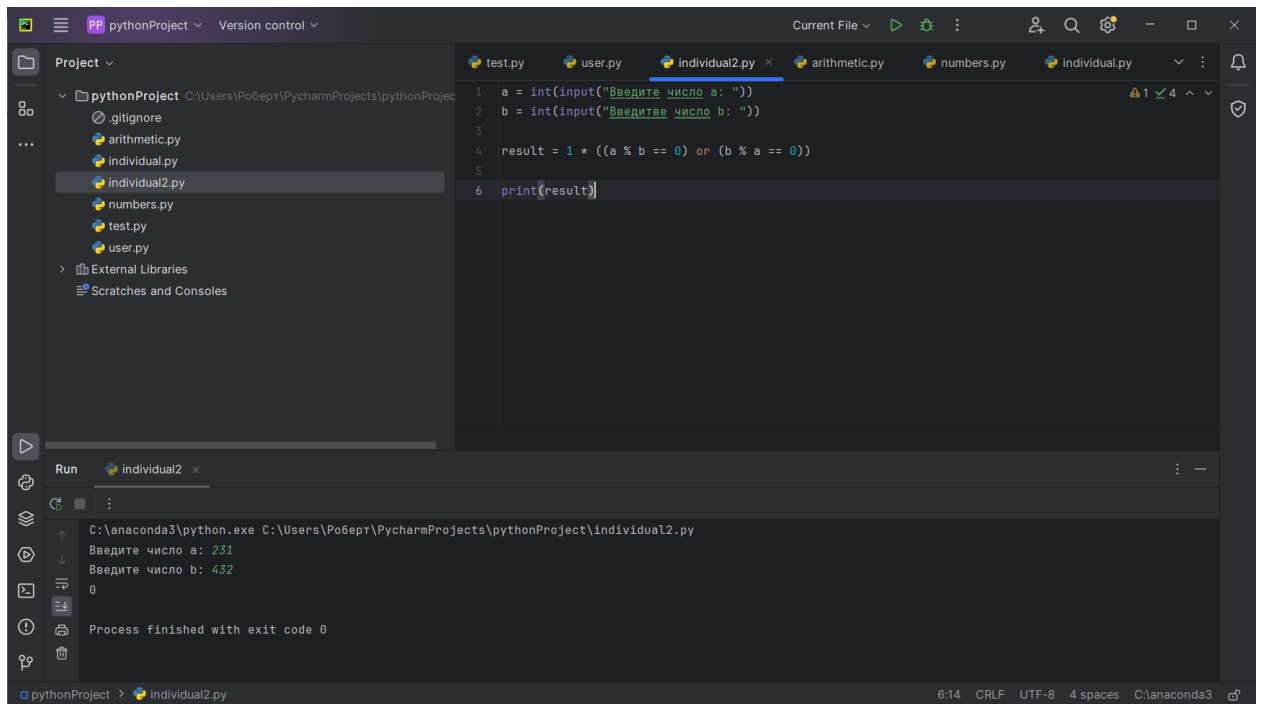 PP pythonProject Version control Current File
Project
pythonProject C:\Users\Роберт\PycharmProjects\pythonProjec
.gitignore
arithmetic.py
individual.py
individual2.py
numbers.py
test.py
user.py
External Libraries
Scratches and Consoles
test.py user.py individual2.py arithmetic.py numbers.py individual.py
1 a = int(input("Введите число a: "))
2 b = int(input("Введитве число b: "))
3
4 result = 1 * ((a % b == 0) or (b % a == 0))
5
6 print(result)
1 4
Run individual2
C:\anaconda3\python.exe C:\Users\Роберт\PycharmProjects\pythonProject\individual2.py
Введите число a: 231
Введите число b: 432
0
Process finished with exit code 0
pythonProject > individual2.py 6:14 CRLF UTF-8 4 spaces C:\anaconda3